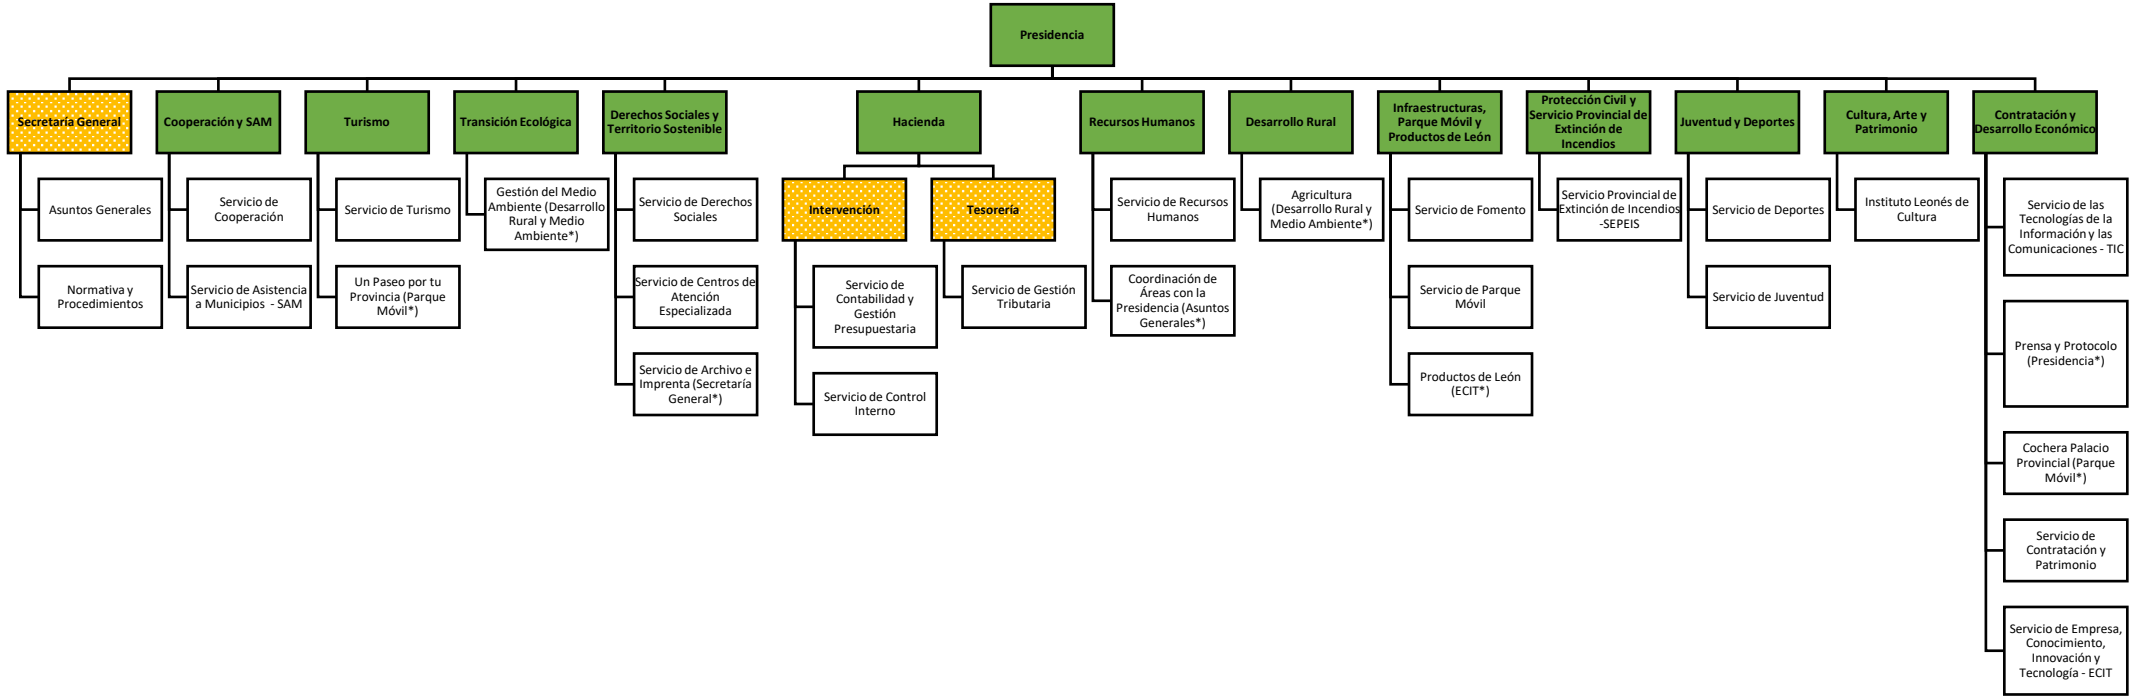 Presidencia
Secretaría General
Asuntos Generales
Normativa y
Procedimientos
Cooperación y SAM
Servicio de
Cooperación
Servicio de Asistencia
a Municipios - SAM
Turismo
Servicio de Turismo
Un Paseo por tu
Provincia (Parque
Móvil*)
Transición Ecológica
Gestión del Medio
Ambiente (Desarrollo
Rural y Medio
Ambiente*)
Derechos Sociales y
Territorio Sostenible
Servicio de Derechos
Sociales
Servicio de Centros de
Atención
Especializada
Servicio de Archivo e
Imprenta (Secretaría
General*)
Hacienda
Intervención
Servicio de
Contabilidad y
Gestión
Presupuestaria
Servicio de Control
Interno
Tesorería
Servicio de Gestión
Tributaria
Recursos Humanos
Servicio de Recursos
Humanos
Coordinación de
Áreas con la
Presidencia (Asuntos
Generales*)
Desarrollo Rural
Agricultura
(Desarrollo Rural y
Medio Ambiente*)
Infraestructuras,
Parque Móvil y
Productos de León
Servicio de Fomento
Servicio de Parque
Móvil
Productos de León
(ECIT*)
Protección Civil y
Servicio Provincial de
Extinción de
Incendios
Servicio Provincial de
Extinción de Incendios
-SEPEIS
Juventud y Deportes
Servicio de Deportes
Servicio de Juventud
Cultura, Arte y
Patrimonio
Instituto Leonés de
Cultura
Contratación y
Desarrollo Económico
Servicio de las
Tecnologías de la
Información y las
Comunicaciones - TIC
Prensa y Protocolo
(Presidencia*)
Cochera Palacio
Provincial (Parque
Móvil*)
Servicio de
Contratación y
Patrimonio
Servicio de Empresa,
Conocimiento,
Innovación y
Tecnología - ECIT